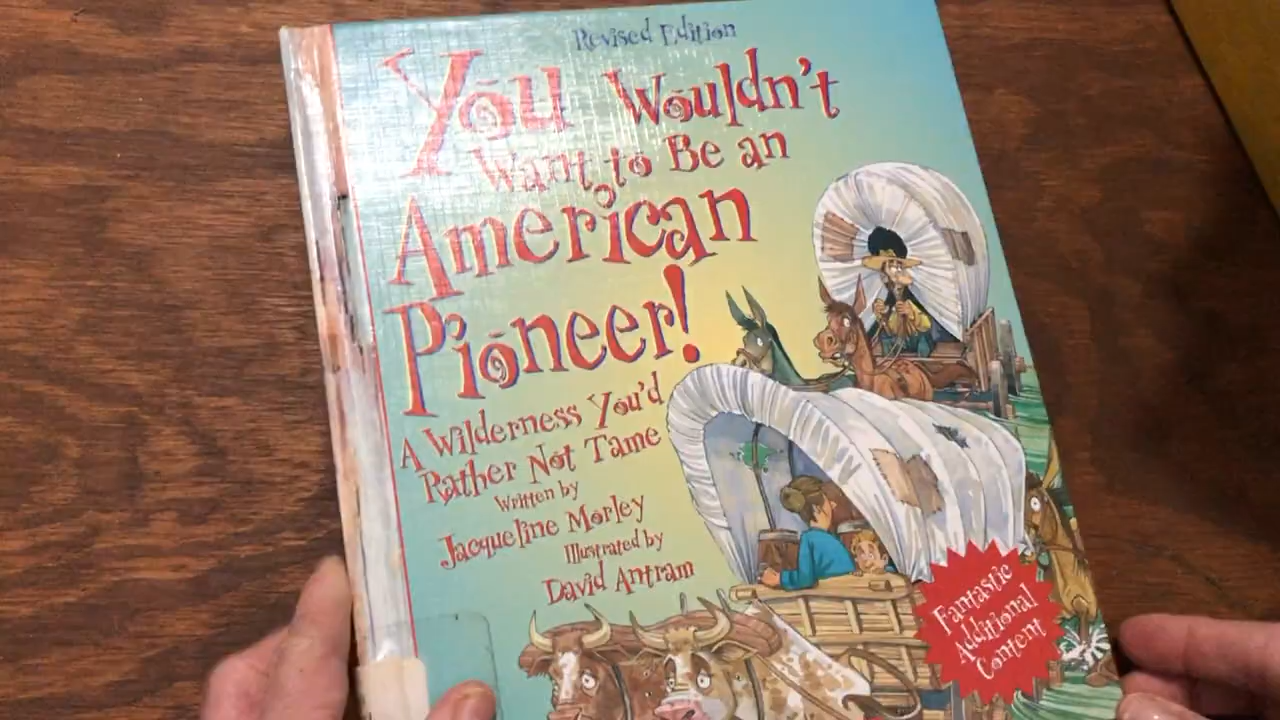 Revised Edition
You Wouldn't
Want to Be an
American
Pioneer!
A Wilderness You'd
Rather Not Tame
Written by
Jacqueline Morley
Illustrated by
David Antram
Fantastic
Additional
Content